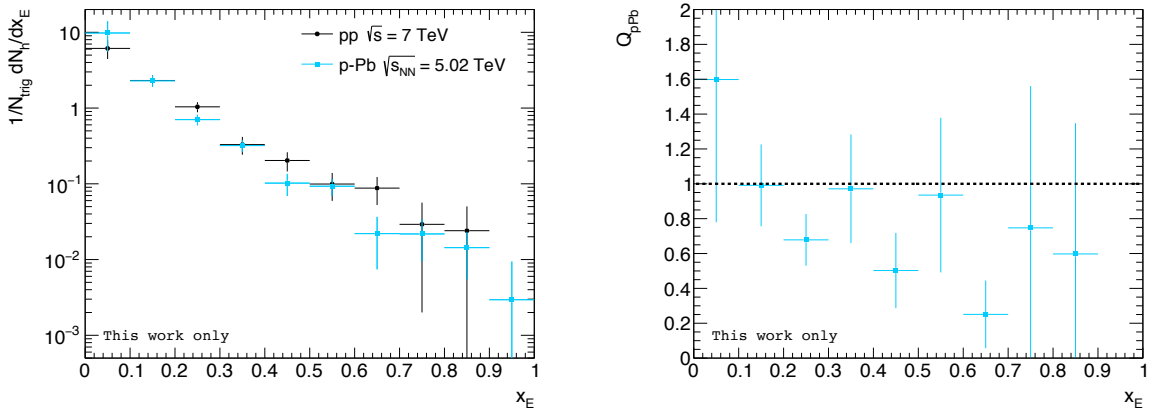 1/N_trig dN_h/dx_E
10
1
10⁻¹
10⁻²
10⁻³
pp √s = 7 TeV
p-Pb √s_NN = 5.02 TeV
This work only
0 0.1 0.2 0.3 0.4 0.5 0.6 0.7 0.8 0.9 1
x_E
Q_pPb
2
1.8
1.6
1.4
1.2
1
0.8
0.6
0.4
0.2
0
This work only
0 0.1 0.2 0.3 0.4 0.5 0.6 0.7 0.8 0.9 1
x_E